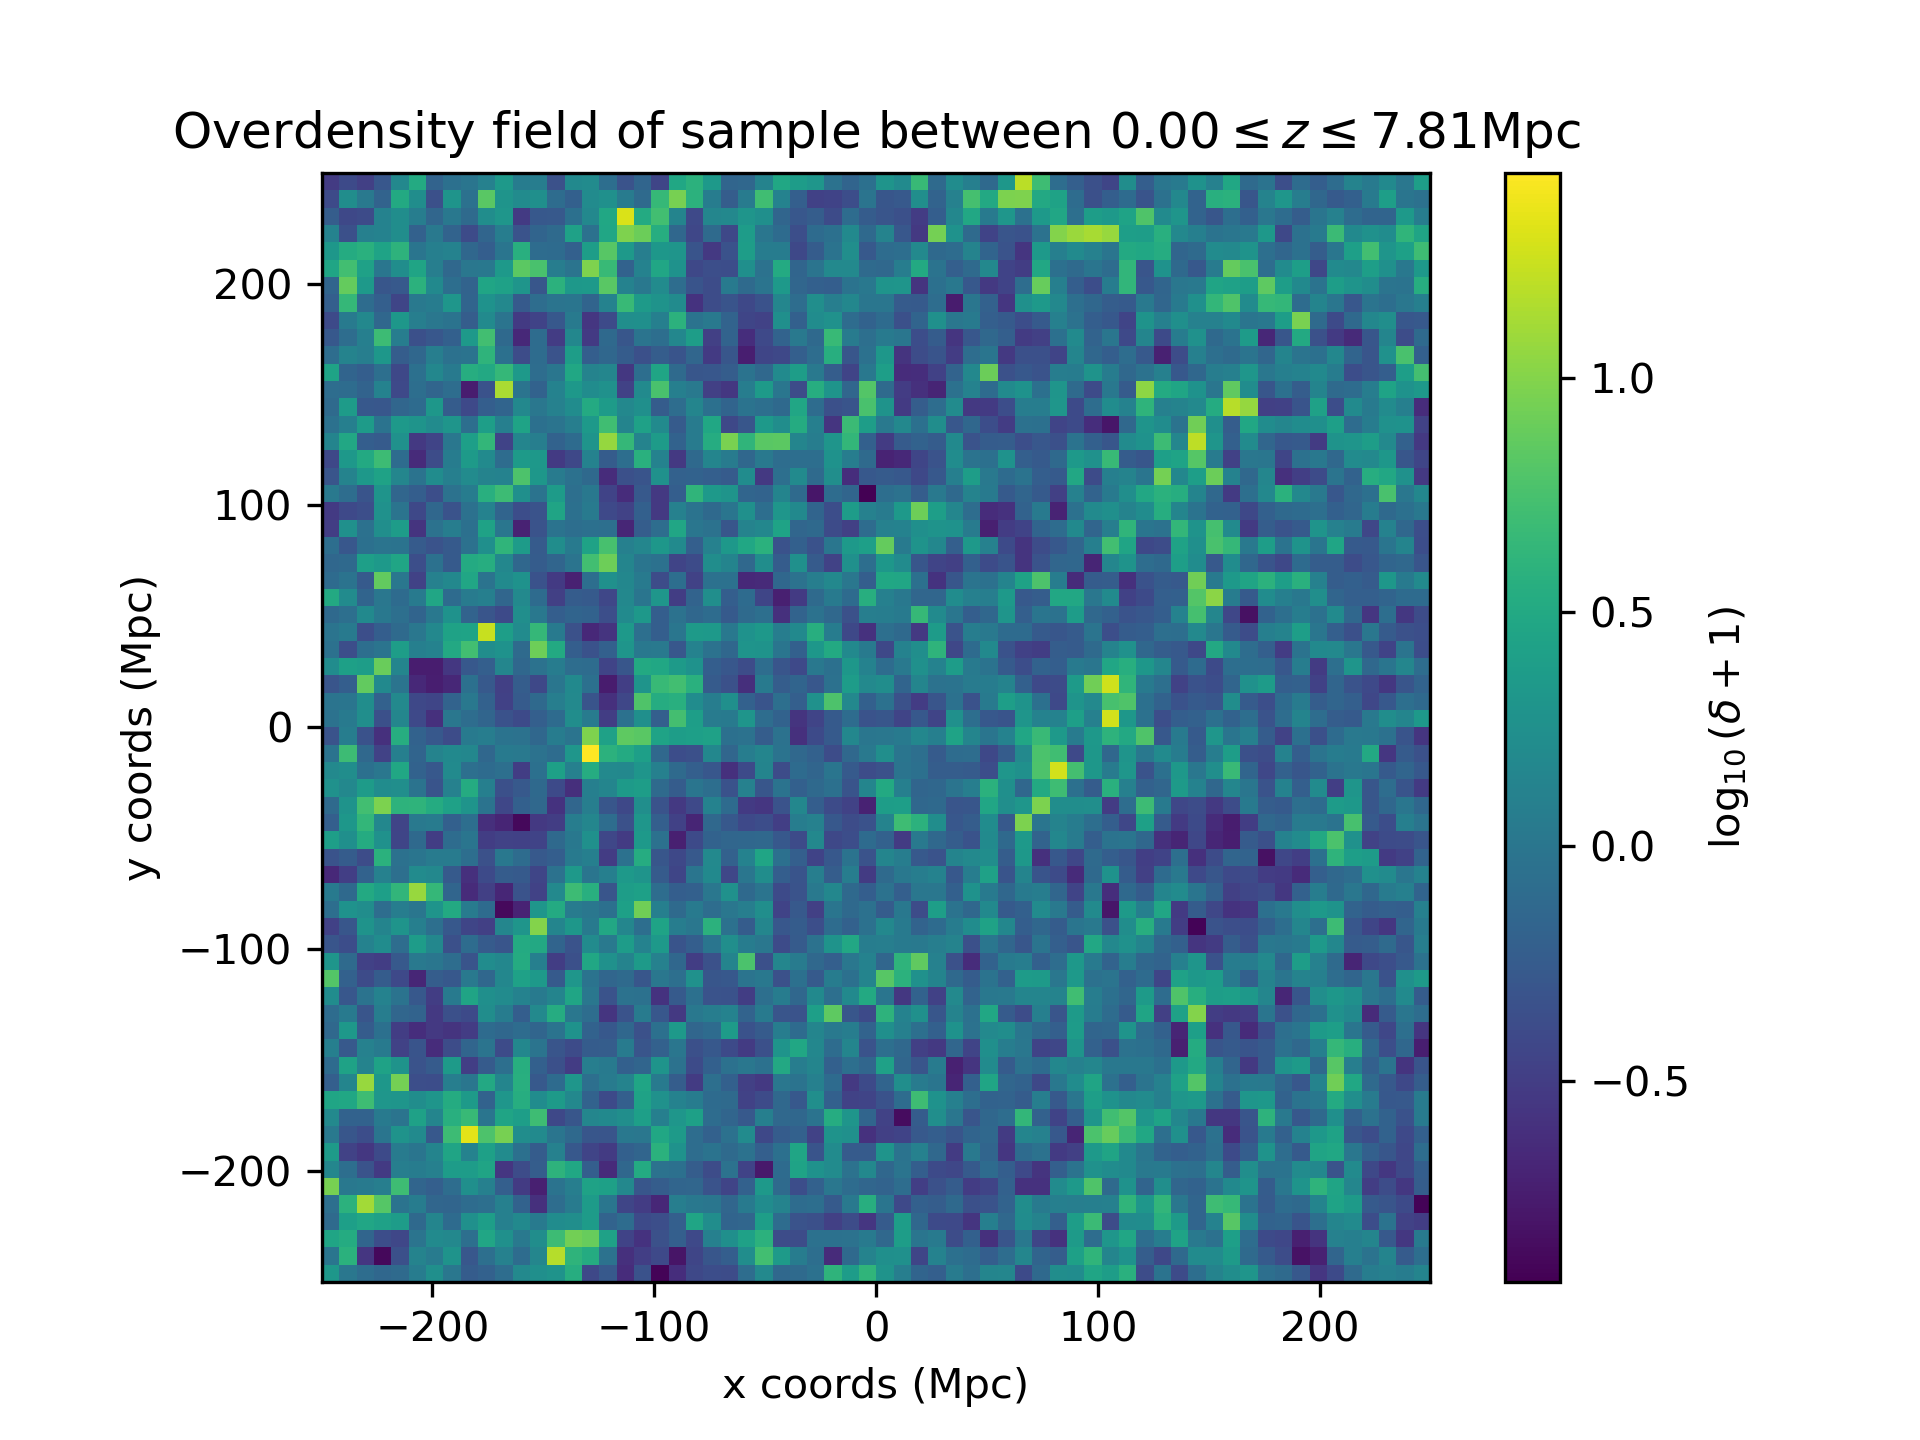 Overdensity field of sample between 0.00 ≤ z ≤ 7.81Mpc
200
100
0
−100
−200
y coords (Mpc)
−200 −100 0 100 200
x coords (Mpc)
1.0
0.5
0.0
−0.5
log₁₀(δ + 1)